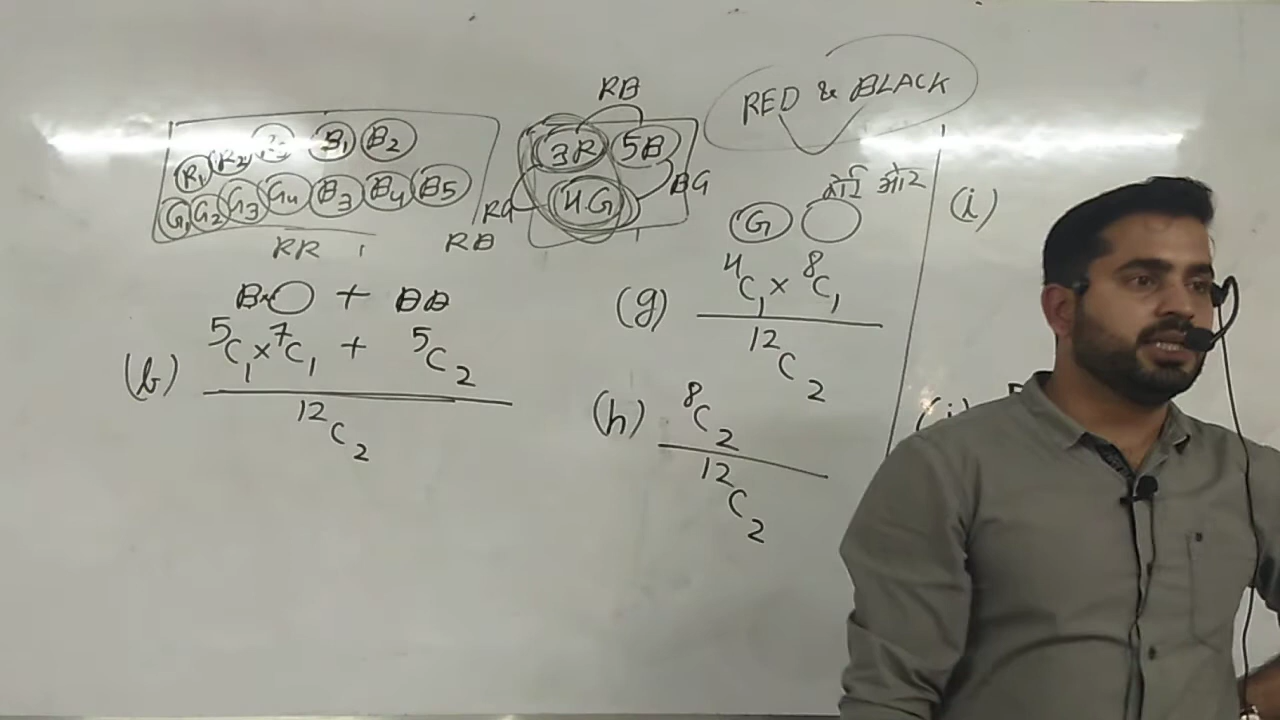 RB
RED & BLACK
R₁ R₂ B₁ B₂
G₁ G₂ G₃ G₄ B₃ B₄ B5
3R 5B
4G
RG BG
RR RB
और
G
B × ◯ + BB
(b) ⁵C₁ × ⁷C₁ + ⁵C₂
¹²C₂
(g) ⁴C₁ × ⁸C₁
¹²C₂
(h) ⁸C₂
¹²C₂
(i)